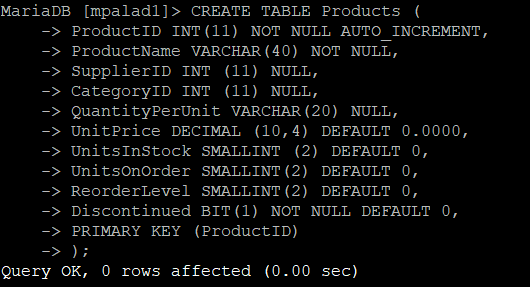 MariaDB [mpalad1]> CREATE TABLE Products (
    -> ProductID INT(11) NOT NULL AUTO_INCREMENT,
    -> ProductName VARCHAR(40) NOT NULL,
    -> SupplierID INT (11) NULL,
    -> CategoryID INT (11) NULL,
    -> QuantityPerUnit VARCHAR(20) NULL,
    -> UnitPrice DECIMAL (10,4) DEFAULT 0.0000,
    -> UnitsInStock SMALLINT (2) DEFAULT 0,
    -> UnitsOnOrder SMALLINT(2) DEFAULT 0,
    -> ReorderLevel SMALLINT(2) DEFAULT 0,
    -> Discontinued BIT(1) NOT NULL DEFAULT 0,
    -> PRIMARY KEY (ProductID)
    -> );
Query OK, 0 rows affected (0.00 sec)